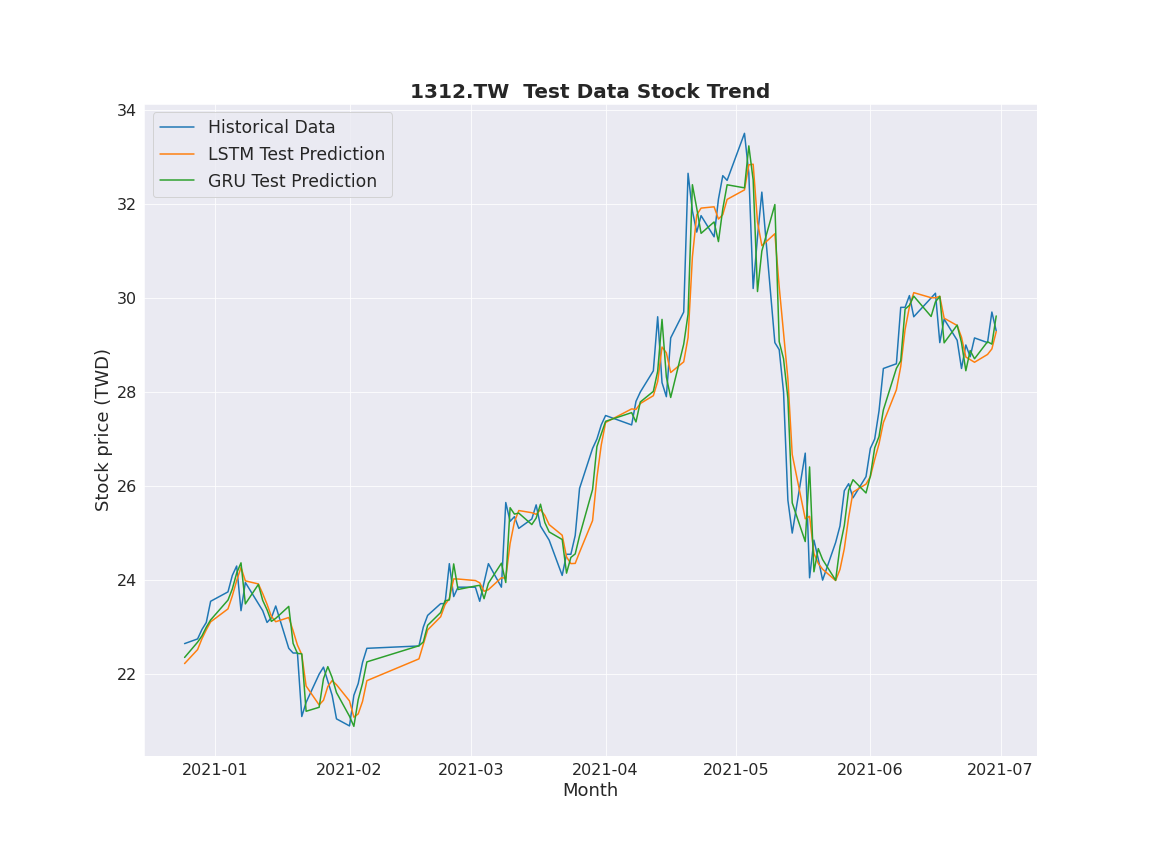 1312.TW  Test Data Stock Trend
Historical Data
LSTM Test Prediction
GRU Test Prediction
34
32
30
28
26
24
22
Stock price (TWD)
2021-01 2021-02 2021-03 2021-04 2021-05 2021-06 2021-07
Month